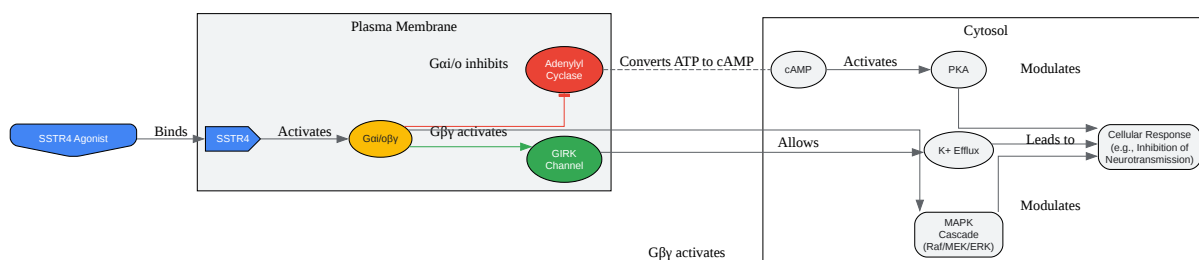 Plasma Membrane
Cytosol
Gαi/o inhibits
Adenylyl
Cyclase
Converts ATP to cAMP
cAMP
Activates
PKA
Modulates
SSTR4 Agonist
Binds
SSTR4
Activates
Gαi/oβγ
Gβγ activates
GIRK
Channel
Allows
K+ Efflux
Leads to
Cellular Response
(e.g., Inhibition of
Neurotransmission)
Modulates
MAPK
Cascade
(Raf/MEK/ERK)
Gβγ activates